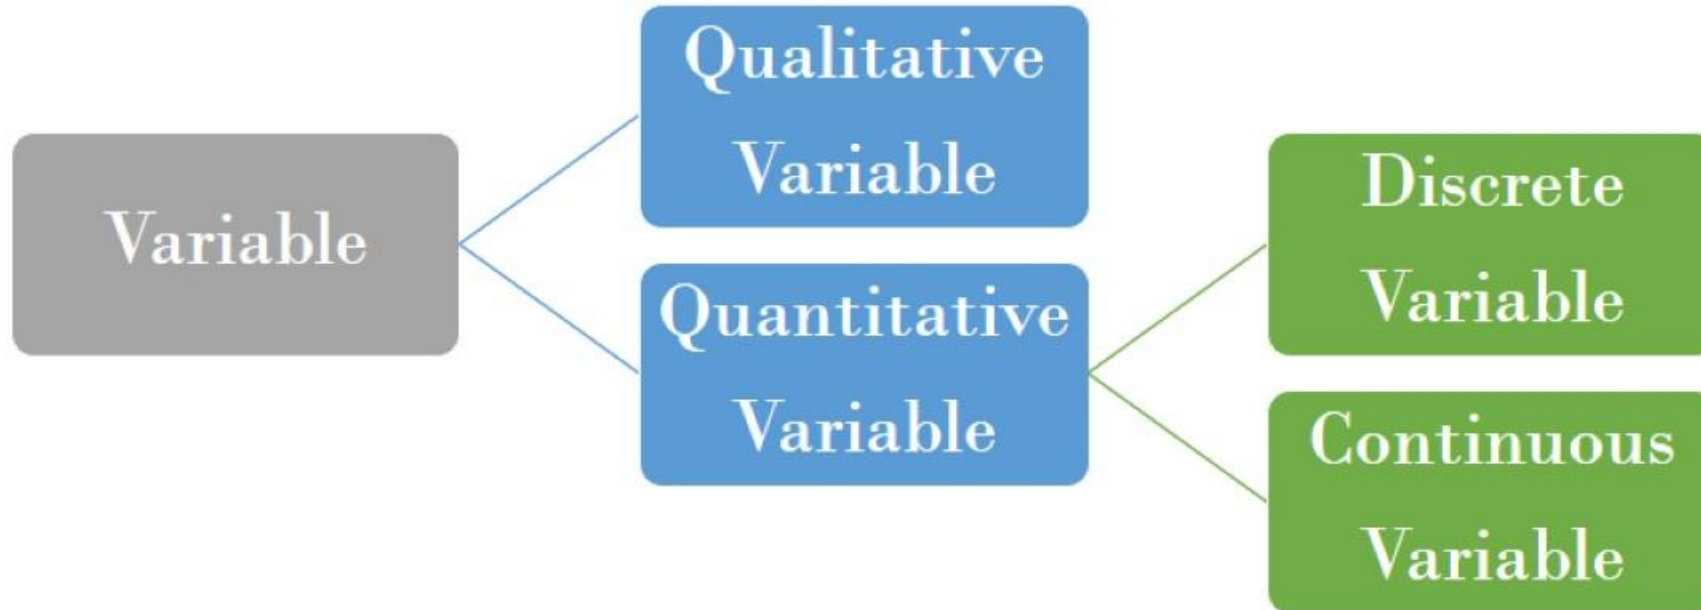 Variable
Qualitative
Variable
Quantitative
Variable
Discrete
Variable
Continuous
Variable